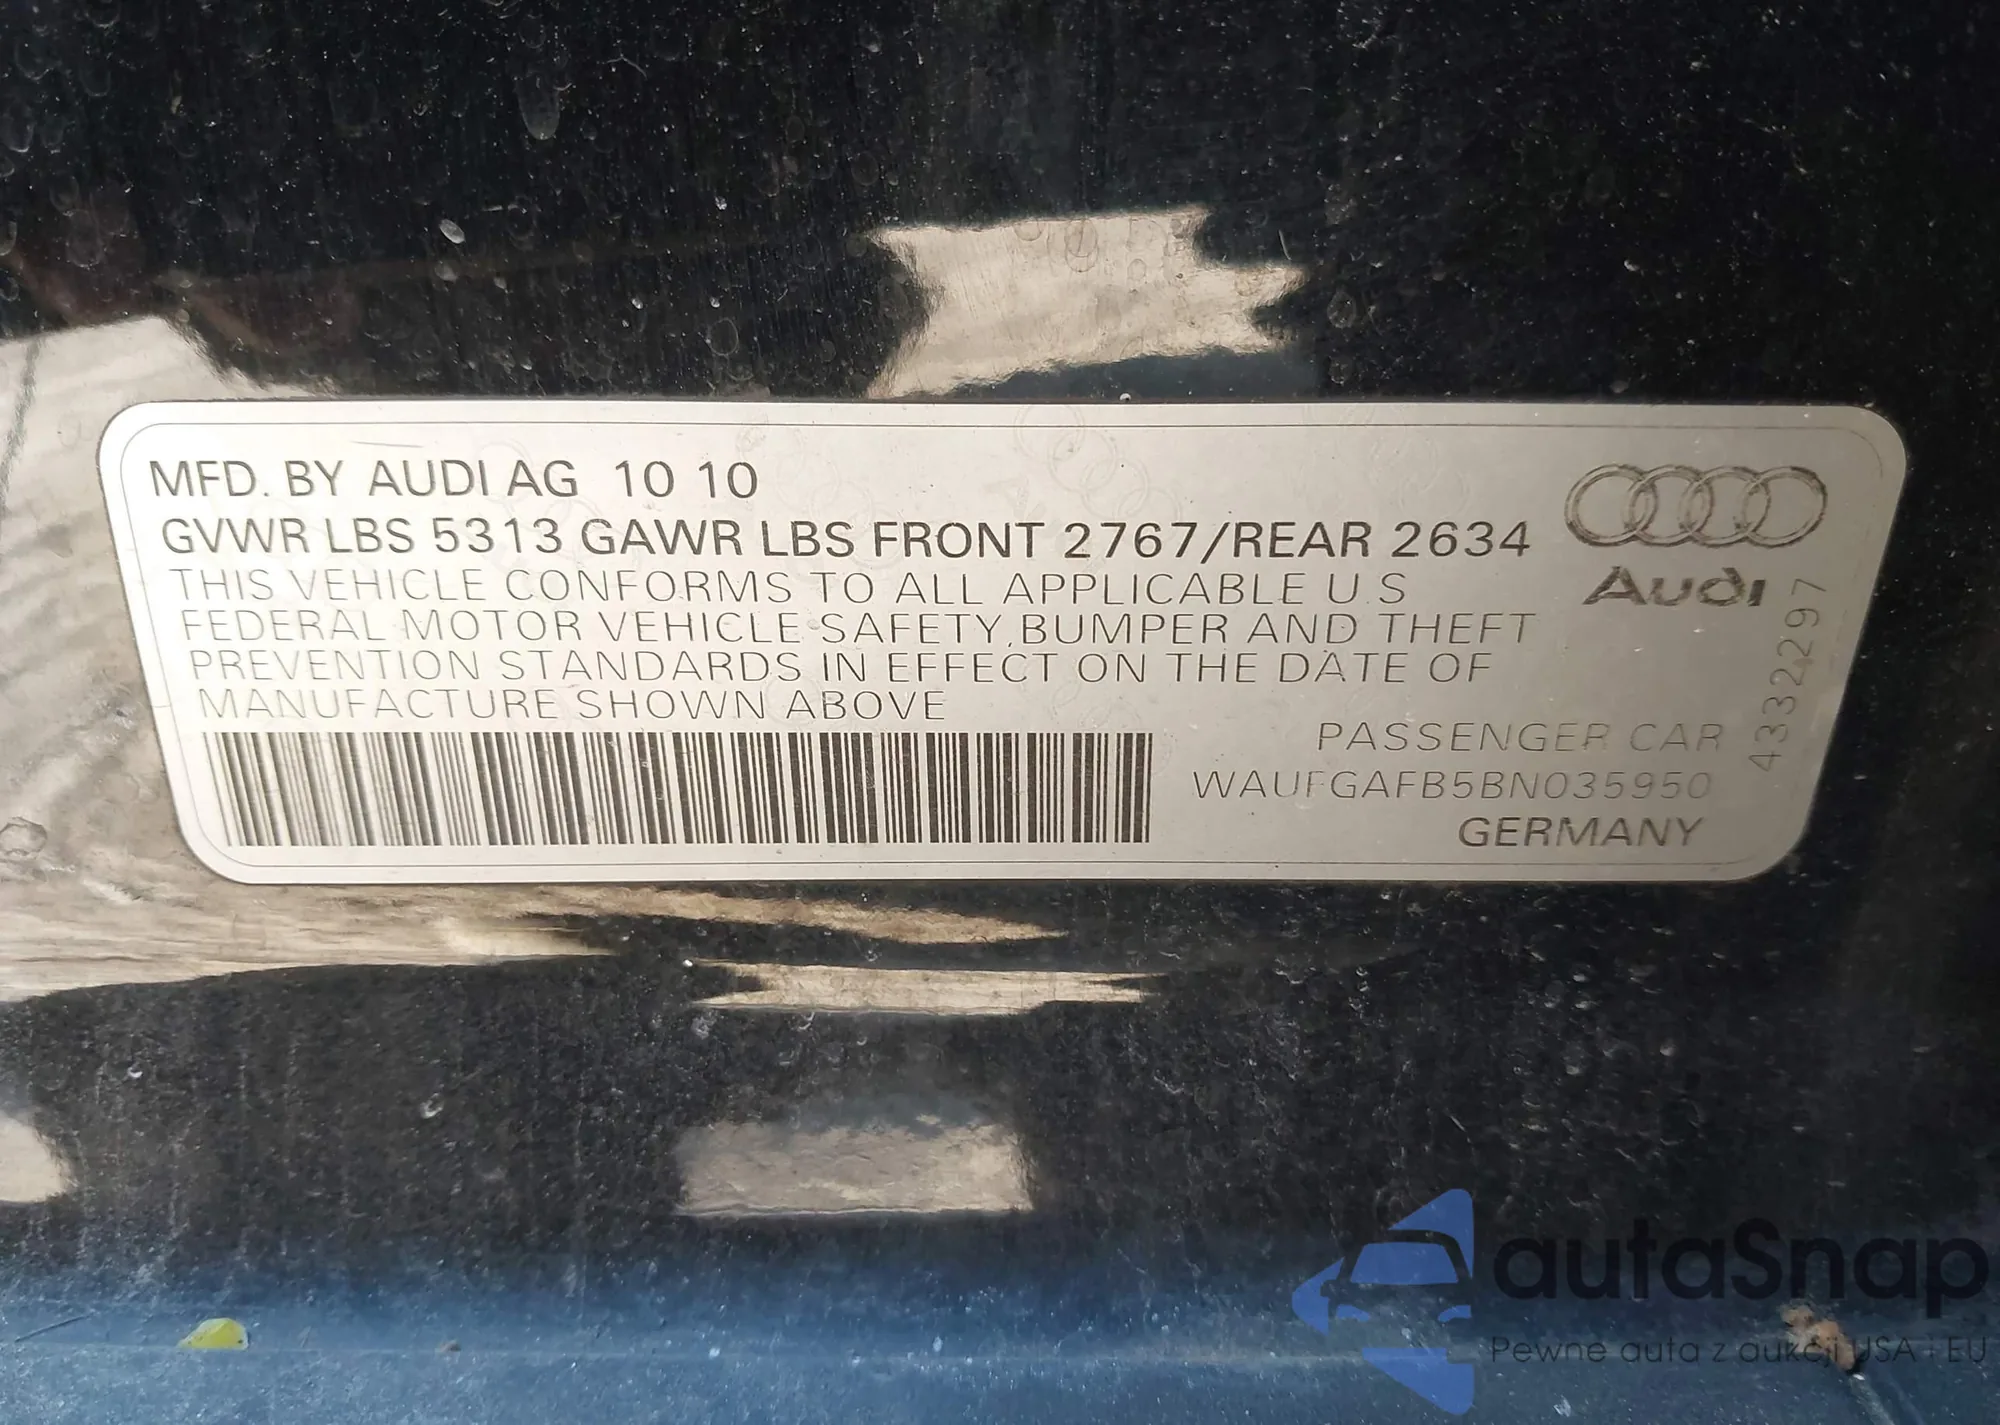 MFD. BY AUDI AG 10 10
GVWR LBS 5313 GAWR LBS FRONT 2767/REAR 2634
THIS VEHICLE CONFORMS TO ALL APPLICABLE U.S
FEDERAL MOTOR VEHICLE SAFETY, BUMPER AND THEFT
PREVENTION STANDARDS IN EFFECT ON THE DATE OF
MANUFACTURE SHOWN ABOVE
Audi
4332297
PASSENGER CAR
WAUFGAFB5BN035950
GERMANY
autaSnap
Pewne auta z aukcji USA i EU